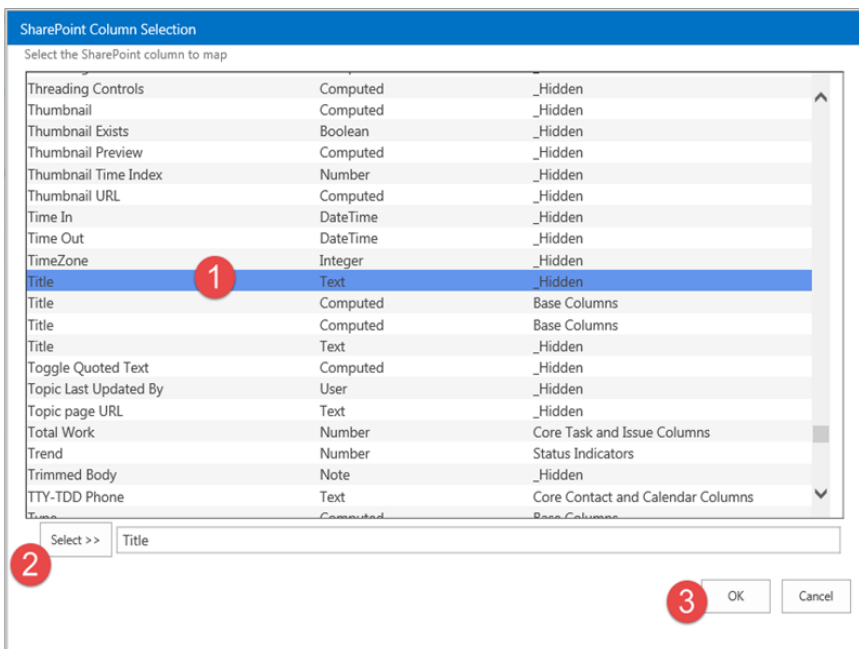 SharePoint Column Selection
Select the SharePoint column to map
Threading Controls Computed _Hidden
Thumbnail Computed _Hidden
Thumbnail Exists Boolean _Hidden
Thumbnail Preview Computed _Hidden
Thumbnail Time Index Number _Hidden
Thumbnail URL Computed _Hidden
Time In DateTime _Hidden
Time Out DateTime _Hidden
TimeZone Integer _Hidden
Title 1 Text _Hidden
Title Computed Base Columns
Title Computed Base Columns
Title Text _Hidden
Toggle Quoted Text Computed _Hidden
Topic Last Updated By User _Hidden
Topic page URL Text _Hidden
Total Work Number Core Task and Issue Columns
Trend Number Status Indicators
Trimmed Body Note _Hidden
TTY-TDD Phone Text Core Contact and Calendar Columns
Type Computed Base Columns
Select >> Title
2
3 OK Cancel